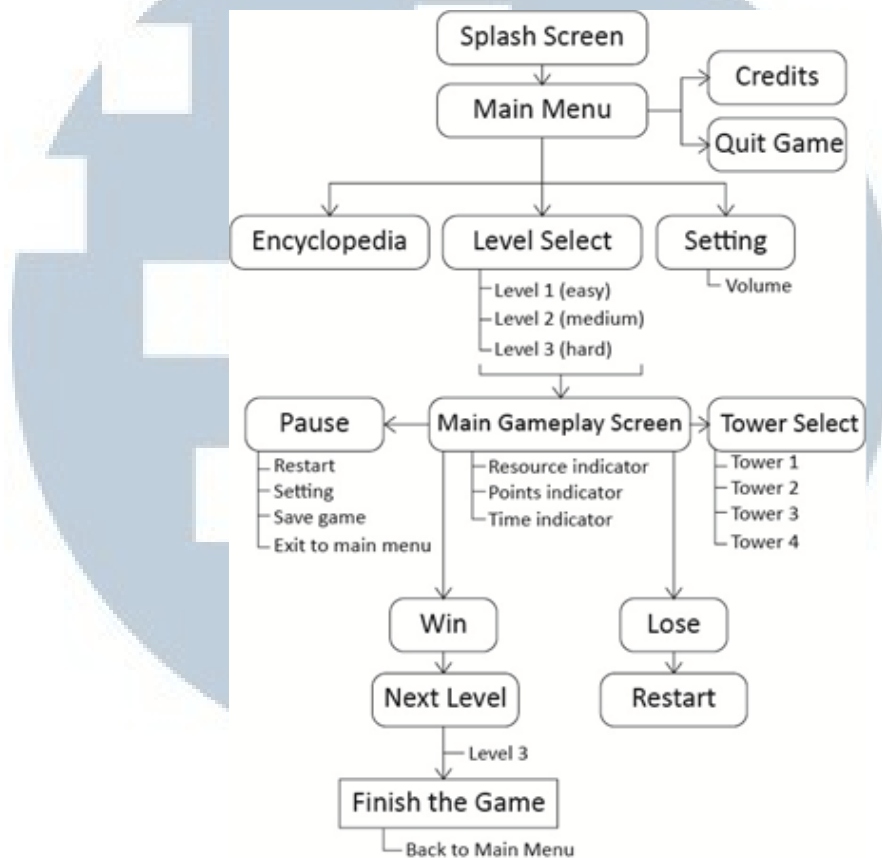 Splash Screen
Credits
Main Menu
Quit Game
Encyclopedia
Level Select
Setting
Level 1 (easy)
Level 2 (medium)
Level 3 (hard)
Volume
Pause
Main Gameplay Screen
Tower Select
Restart
Setting
Save game
Exit to main menu
Resource indicator
Points indicator
Time indicator
Tower 1
Tower 2
Tower 3
Tower 4
Win
Lose
Next Level
Restart
Level 3
Finish the Game
Back to Main Menu